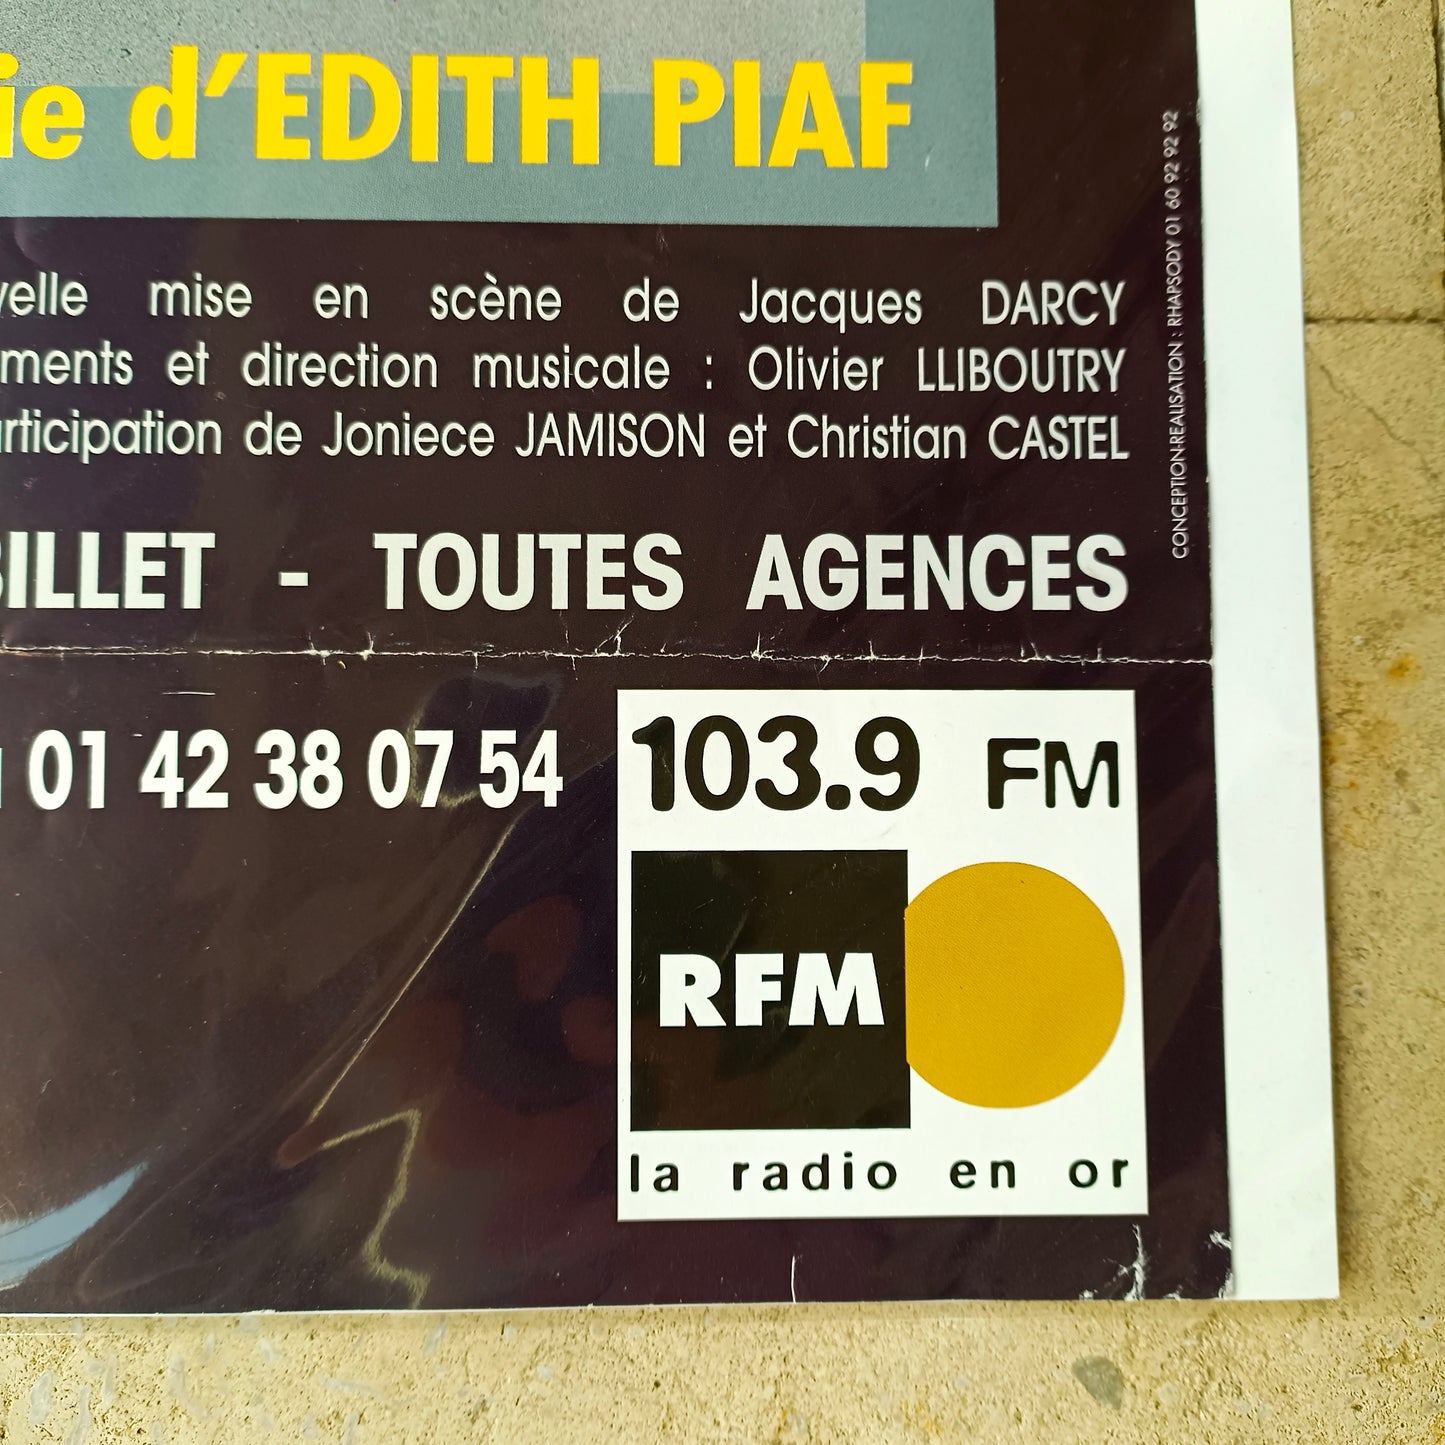 ie d'EDITH PIAF
velle mise en scène de Jacques DARCY
ments et direction musicale : Olivier LLIBOUTRY
articipation de Joniece JAMISON et Christian CASTEL
BILLET - TOUTES AGENCES
01 42 38 07 54
103.9 FM
RFM
la radio en or
CONCEPTION-REALISATION : RHAPSODY 01 60 92 92 92